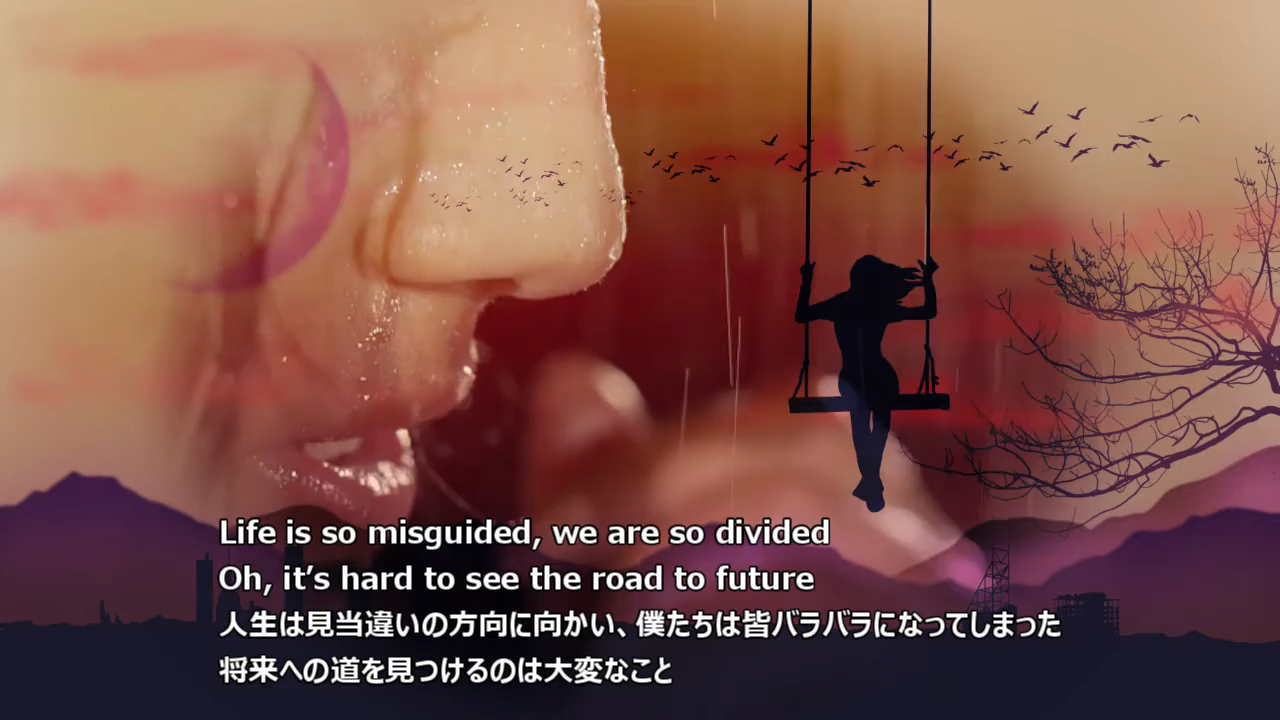 Life is so misguided, we are so divided
Oh, it’s hard to see the road to future
人生は見当違いの方向に向かい、僕たちは皆バラバラになってしまった
将来への道を見つけるのは大変なこと